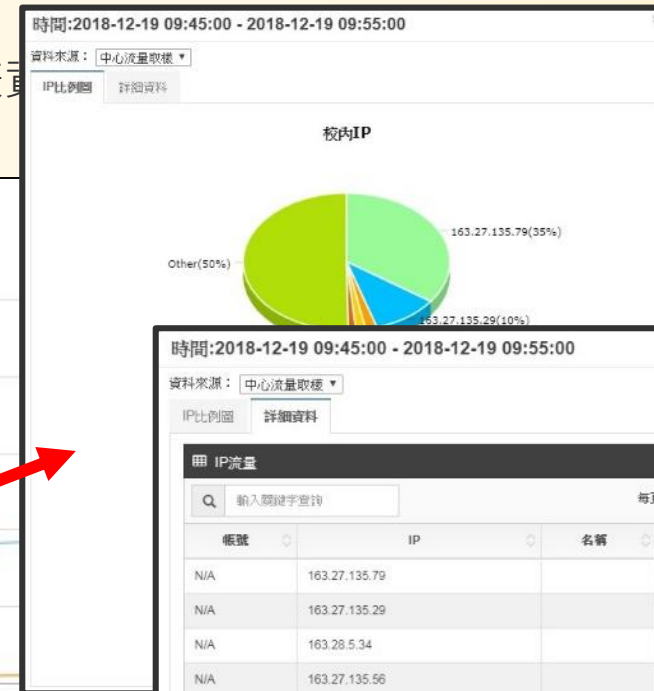 時間:2018-12-19 09:45:00 - 2018-12-19 09:55:00
資料來源： 中心流量取樣 ▼
IP比例圖 詳細資料
校內IP
163.27.135.79(35%)
Other(50%)
163.27.135.29(10%)
時間:2018-12-19 09:45:00 - 2018-12-19 09:55:00
資料來源： 中心流量取樣 ▼
IP比例圖 詳細資料
IP流量
輸入關鍵字查詢
帳號 IP 名稱
N/A 163.27.135.79
N/A 163.27.135.29
N/A 163.28.5.34
N/A 163.27.135.56